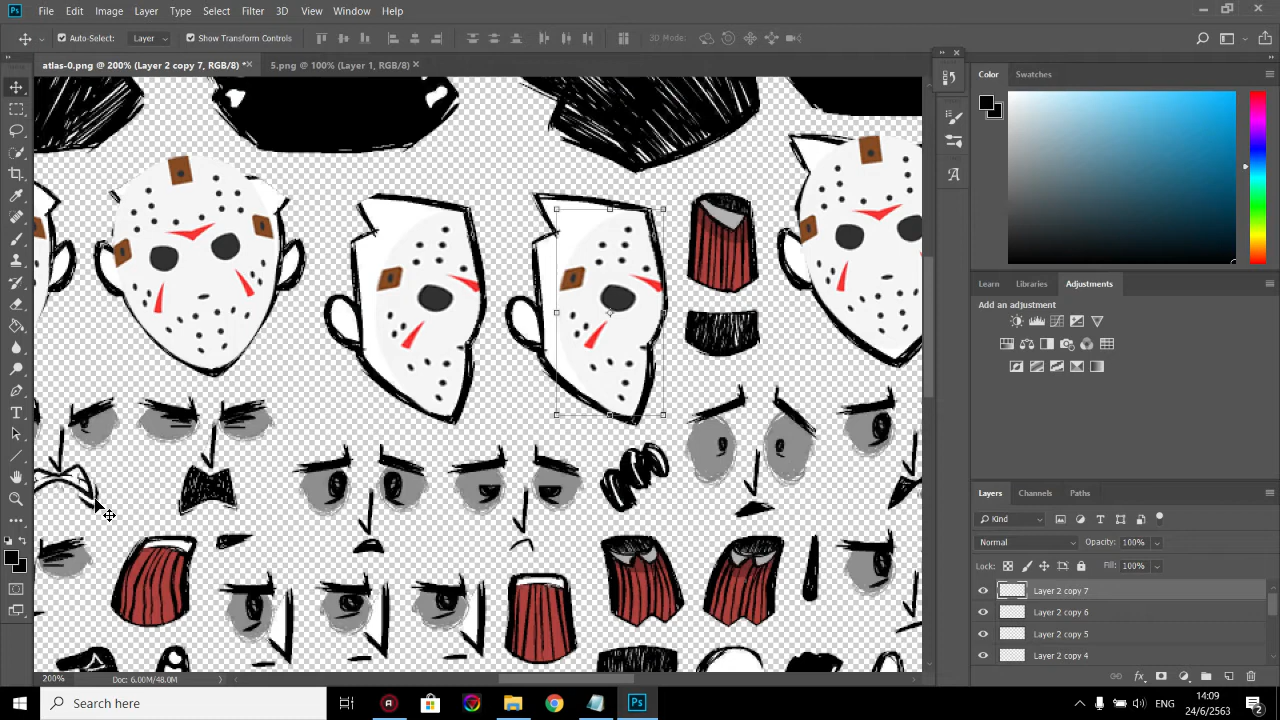 Ps File Edit Image Layer Type Select Filter 3D View Window Help
Auto-Select: Layer Show Transform Controls 3D Mode:
atlas-0.png @ 200% (Layer 2 copy 7, RGB/8) * × 5.png @ 100% (Layer 1, RGB/8) ×
Color Swatches
Learn Libraries Adjustments
Add an adjustment
Layers Channels Paths
Kind
Normal Opacity: 100%
Lock: Fill: 100%
Layer 2 copy 7
Layer 2 copy 6
Layer 2 copy 5
Layer 2 copy 4
200% Doc: 6.00M/48.0M
Search here Ps ENG 14:09
24/6/2563 2